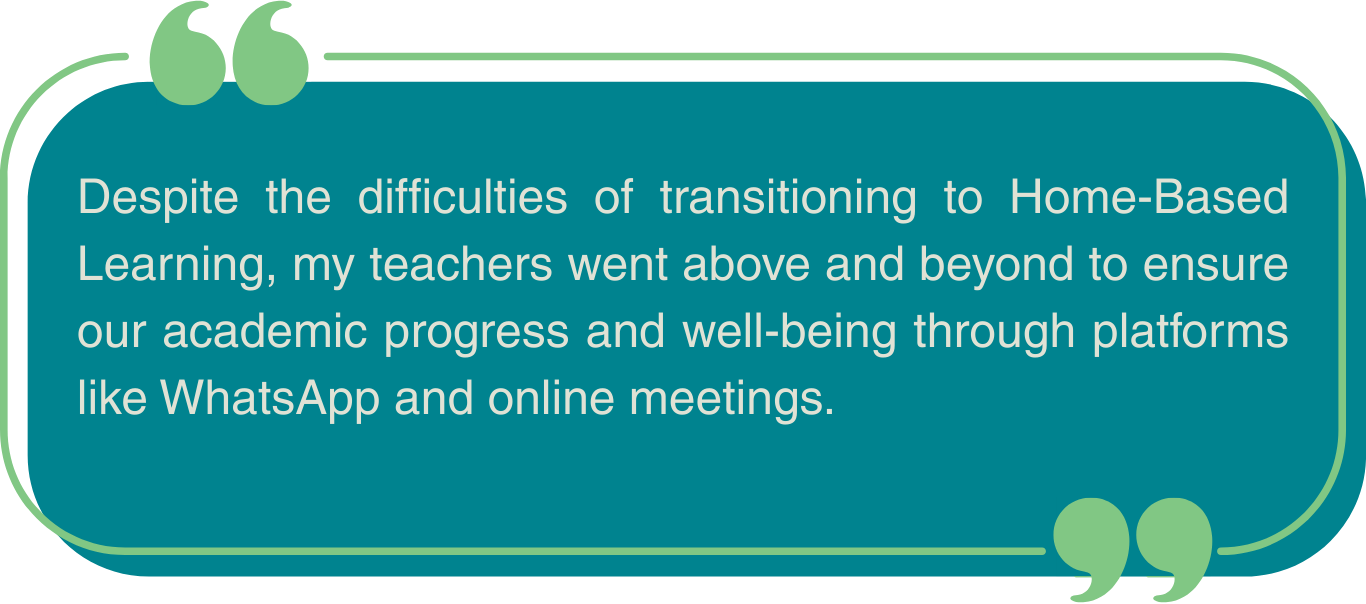 Despite the difficulties of transitioning to Home-Based
Learning, my teachers went above and beyond to ensure
our academic progress and well-being through platforms
like WhatsApp and online meetings.